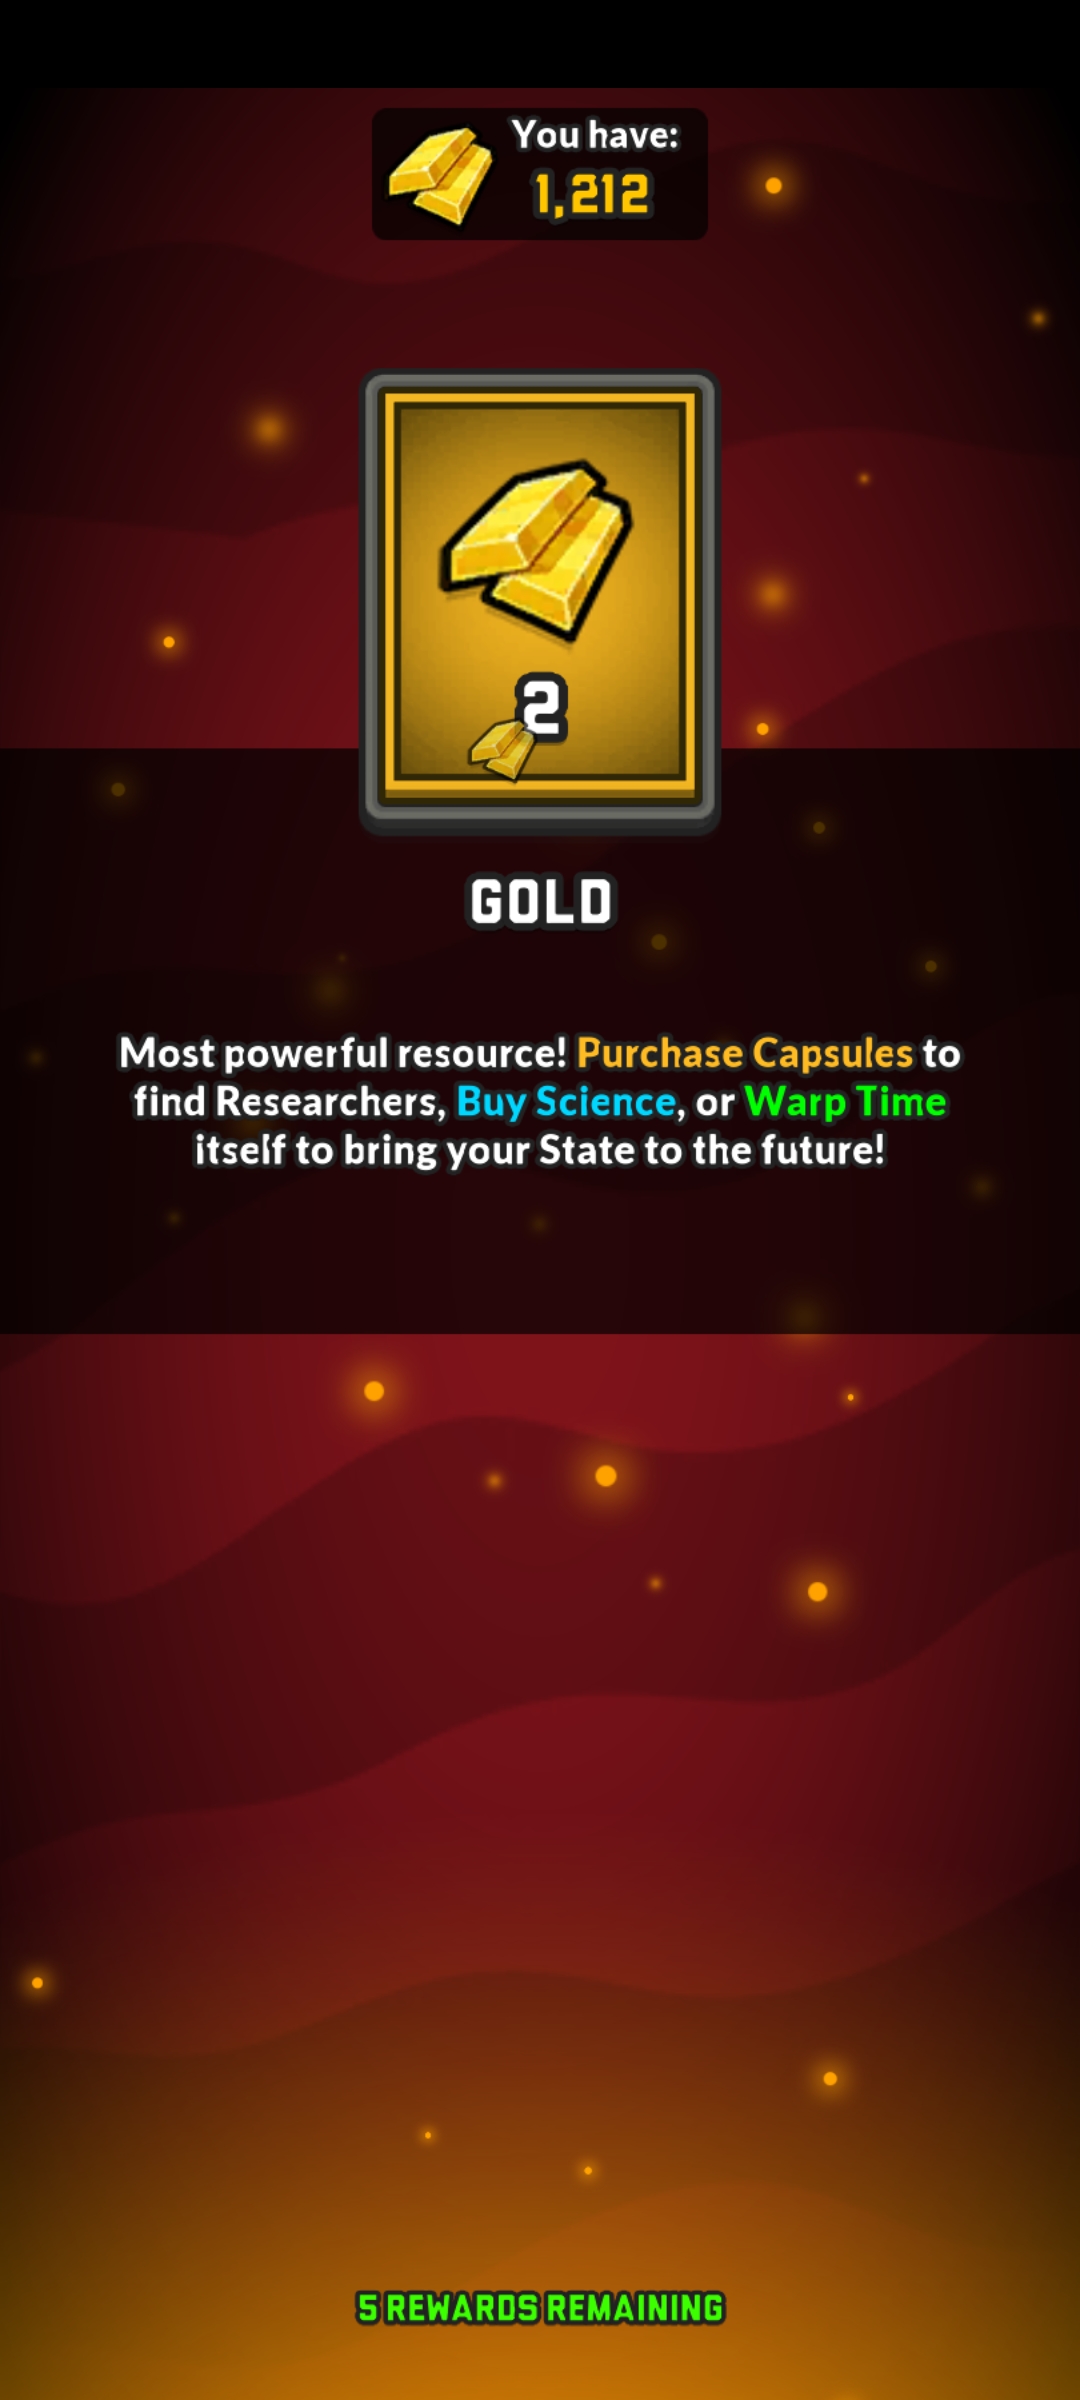 You have:
1,212
2
GOLD
Most powerful resource! Purchase Capsules to
find Researchers, Buy Science, or Warp Time
itself to bring your State to the future!
5 REWARDS REMAINING